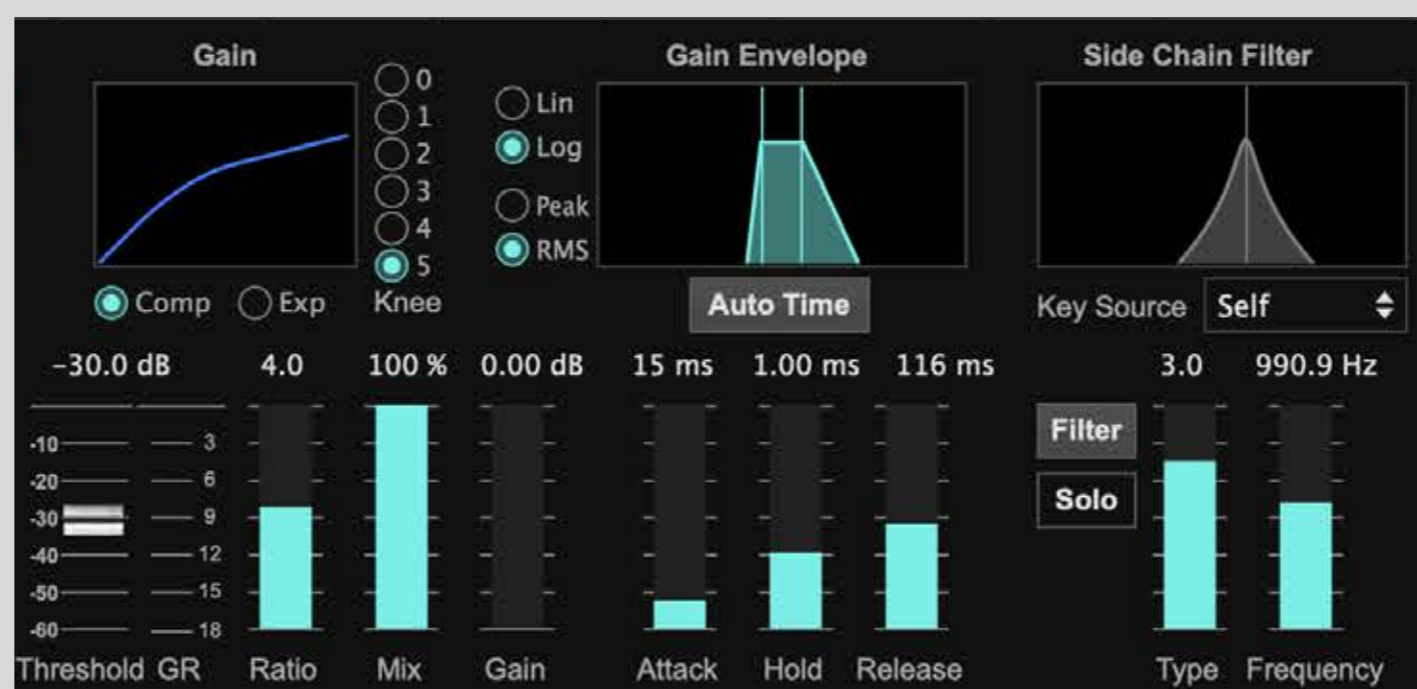 Gain
Gain Envelope
Side Chain Filter
0
1
2
3
4
5
Knee
Comp
Exp
Lin
Log
Peak
RMS
Auto Time
Key Source
Self
-30.0 dB
4.0
100 %
0.00 dB
15 ms
1.00 ms
116 ms
3.0
990.9 Hz
-10
-20
-30
-40
-50
-60
3
6
9
12
15
18
Filter
Solo
Threshold
GR
Ratio
Mix
Gain
Attack
Hold
Release
Type
Frequency